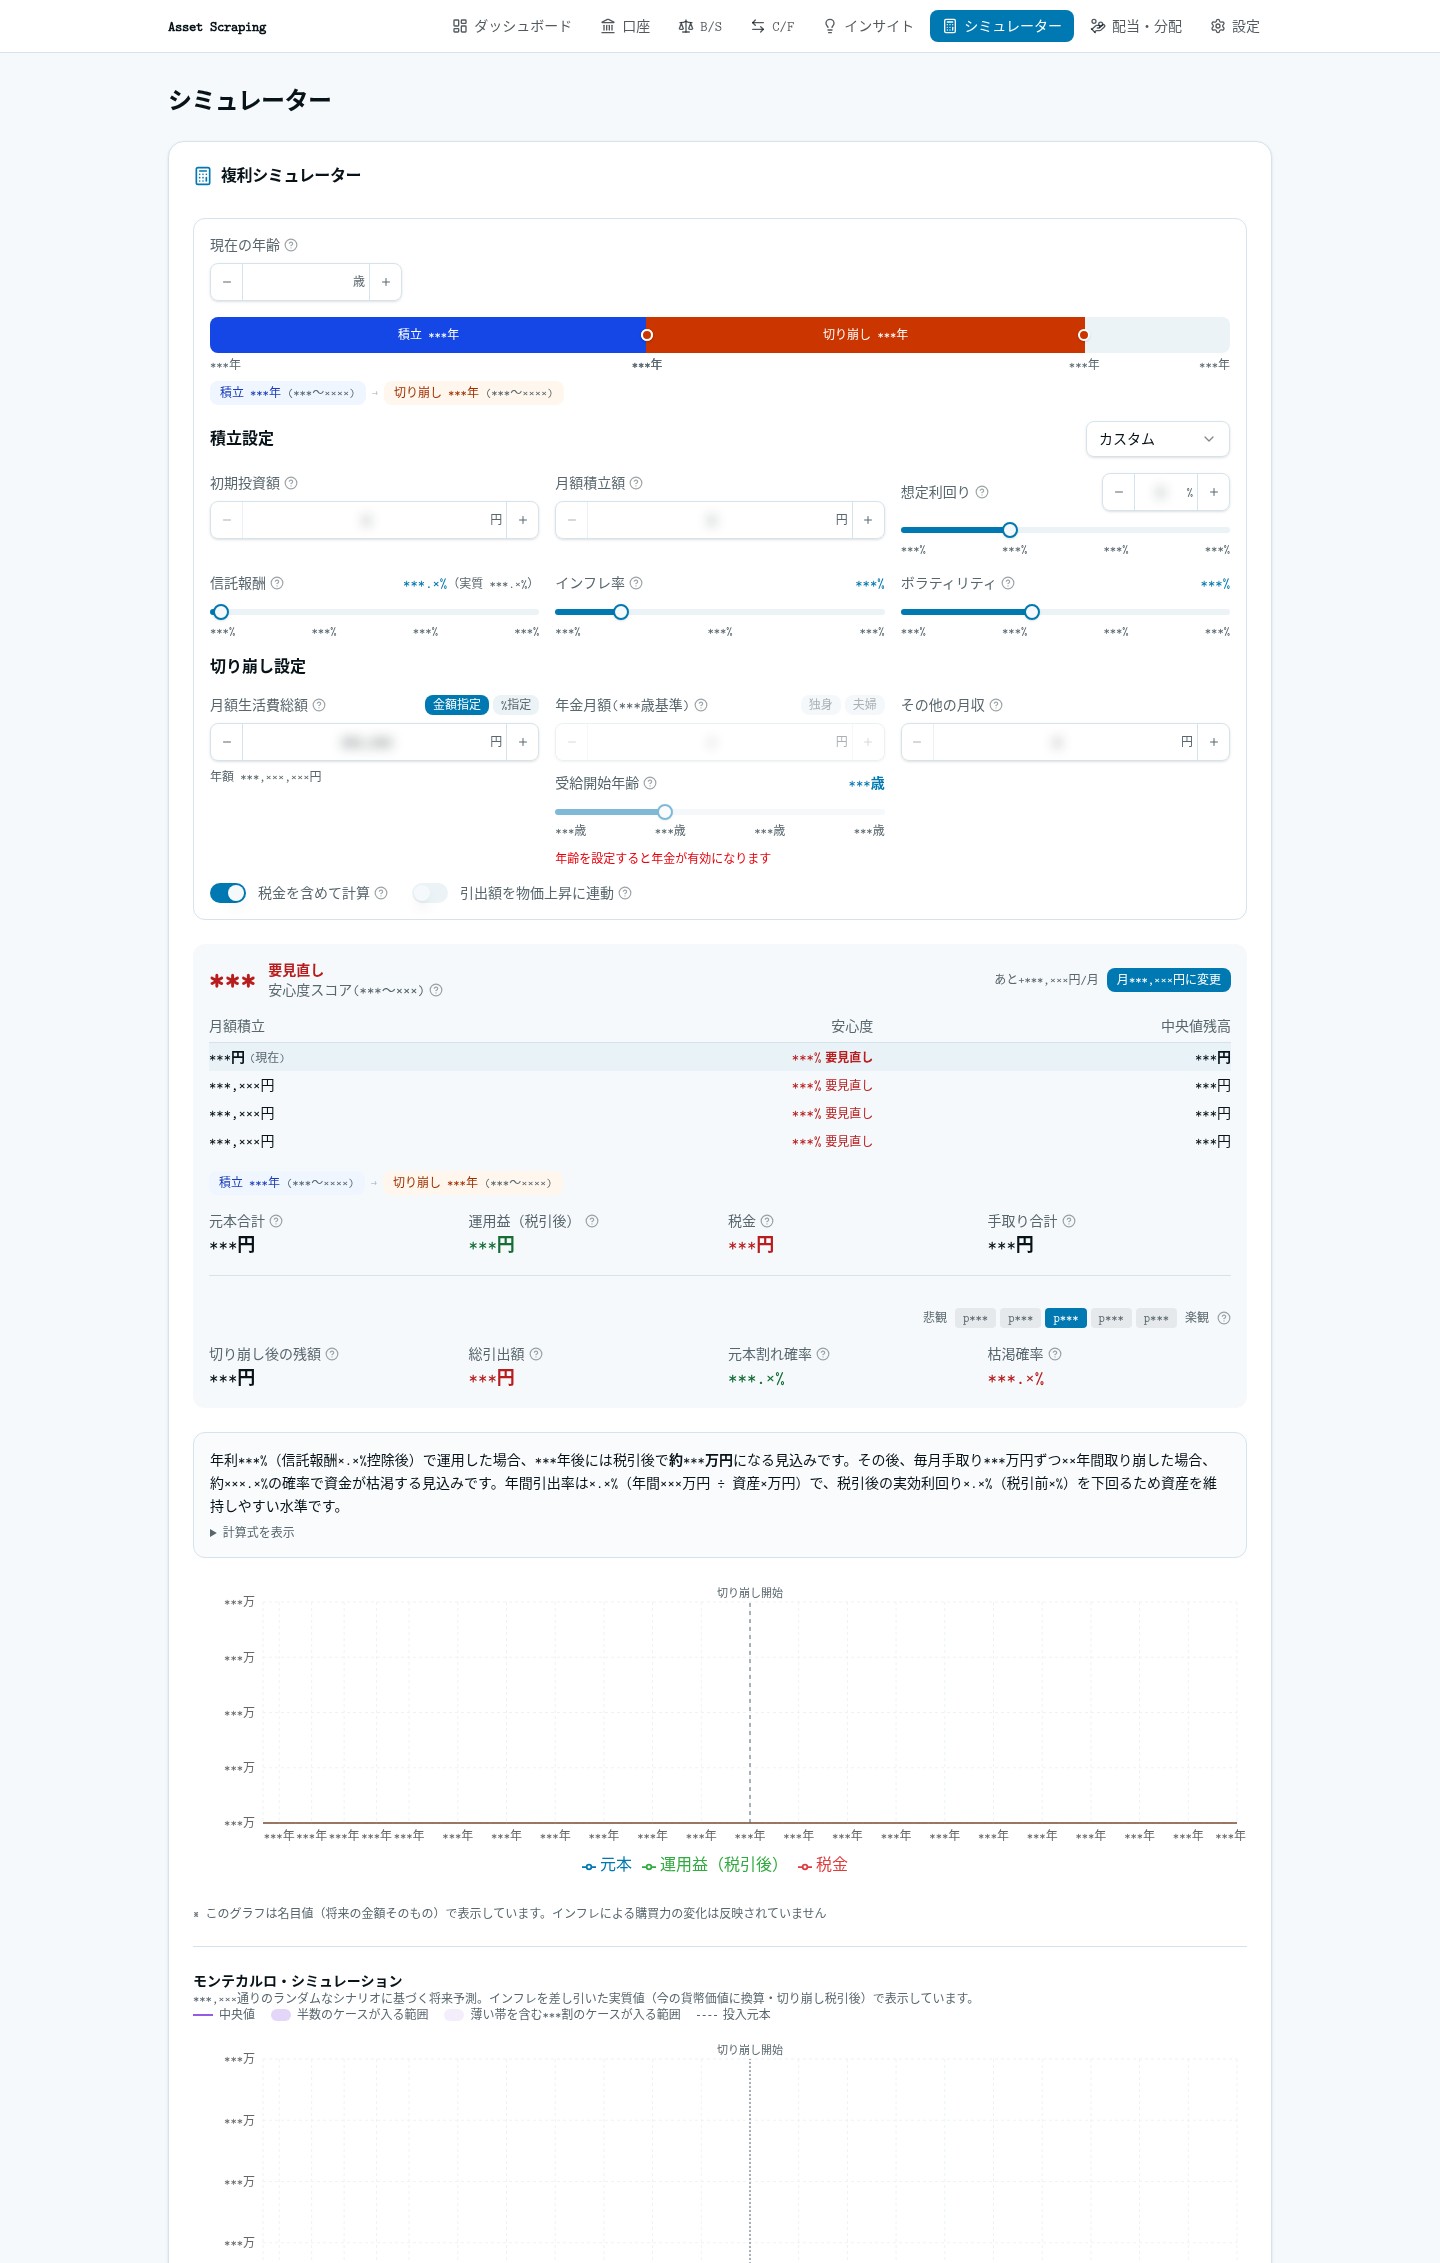 Asset Scraping ダッシュボード 口座 B/S C/F インサイト シミュレーター 配当・分配 設定
シミュレーター
複利シミュレーター
現在の年齢
歳
積立 ***年 切り崩し ***年
***年 ***年 ***年 ***年
積立 ***年 (***〜××××) → 切り崩し ***年 (***〜××××)
積立設定 カスタム
初期投資額 月額積立額 想定利回り %
円 円
***% ***% ***% ***%
信託報酬 ***.×% (実質 ***.×%) インフレ率 ***% ボラティリティ ***%
***% ***% ***% ***% ***% ***% ***% ***% ***% ***% ***%
切り崩し設定
月額生活費総額 金額指定 %指定 年金月額(***歳基準) 独身 夫婦 その他の月収
円 円 円
年額 ***,×××,×××円
受給開始年齢 ***歳
***歳 ***歳 ***歳 ***歳
年齢を設定すると年金が有効になります
税金を含めて計算 引出額を物価上昇に連動
*** 要見直し
安心度スコア(***〜×××) あと+***,×××円/月 月***,×××円に変更
月額積立 安心度 中央値残高
***円 (現在) ***% 要見直し ***円
***,×××円 ***% 要見直し ***円
***,×××円 ***% 要見直し ***円
***,×××円 ***% 要見直し ***円
積立 ***年 (***〜××××) → 切り崩し ***年 (***〜××××)
元本合計 運用益（税引後） 税金 手取り合計
***円 ***円 ***円 ***円
悲観 p*** p*** p*** p*** p*** 楽観
切り崩し後の残額 総引出額 元本割れ確率 枯渇確率
***円 ***円 ***.×% ***.×%
年利***%（信託報酬×.×%控除後）で運用した場合、***年後には税引後で約***万円になる見込みです。その後、毎月手取り***万円ずつ××年間取り崩した場合、
約×××.×%の確率で資金が枯渇する見込みです。年間引出率は×.×%（年間×××万円 ÷ 資産×万円）で、税引後の実効利回り×.×%（税引前×%）を下回るため資産を維
持しやすい水準です。
▶ 計算式を表示
切り崩し開始
***万
***万
***万
***万
***万
***年 ***年 ***年 ***年 ***年 ***年 ***年 ***年 ***年 ***年 ***年 ***年 ***年 ***年 ***年 ***年 ***年 ***年 ***年 ***年 ***年 ***年
元本 運用益（税引後） 税金
※ このグラフは名目値（将来の金額そのもの）で表示しています。インフレによる購買力の変化は反映されていません
モンテカルロ・シミュレーション
***,×××通りのランダムなシナリオに基づく将来予測。インフレを差し引いた実質値（今の貨幣価値に換算・切り崩し税引後）で表示しています。
中央値 半数のケースが入る範囲 薄い帯を含む***割のケースが入る範囲 投入元本
切り崩し開始
***万
***万
***万
***万